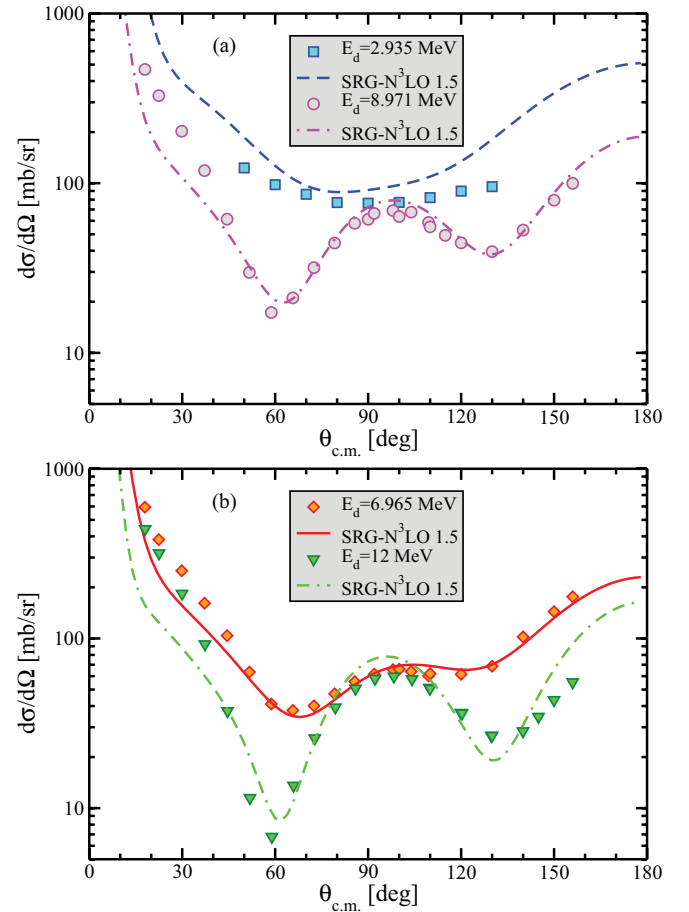 1000
(a)
E_d=2.935 MeV
SRG-N³LO 1.5
E_d=8.971 MeV
SRG-N³LO 1.5
dσ/dΩ [mb/sr]
100
10
0 30 60 90 120 150 180
θ_c.m. [deg]
1000
(b)
E_d=6.965 MeV
SRG-N³LO 1.5
E_d=12 MeV
SRG-N³LO 1.5
dσ/dΩ [mb/sr]
100
10
0 30 60 90 120 150 180
θ_c.m. [deg]